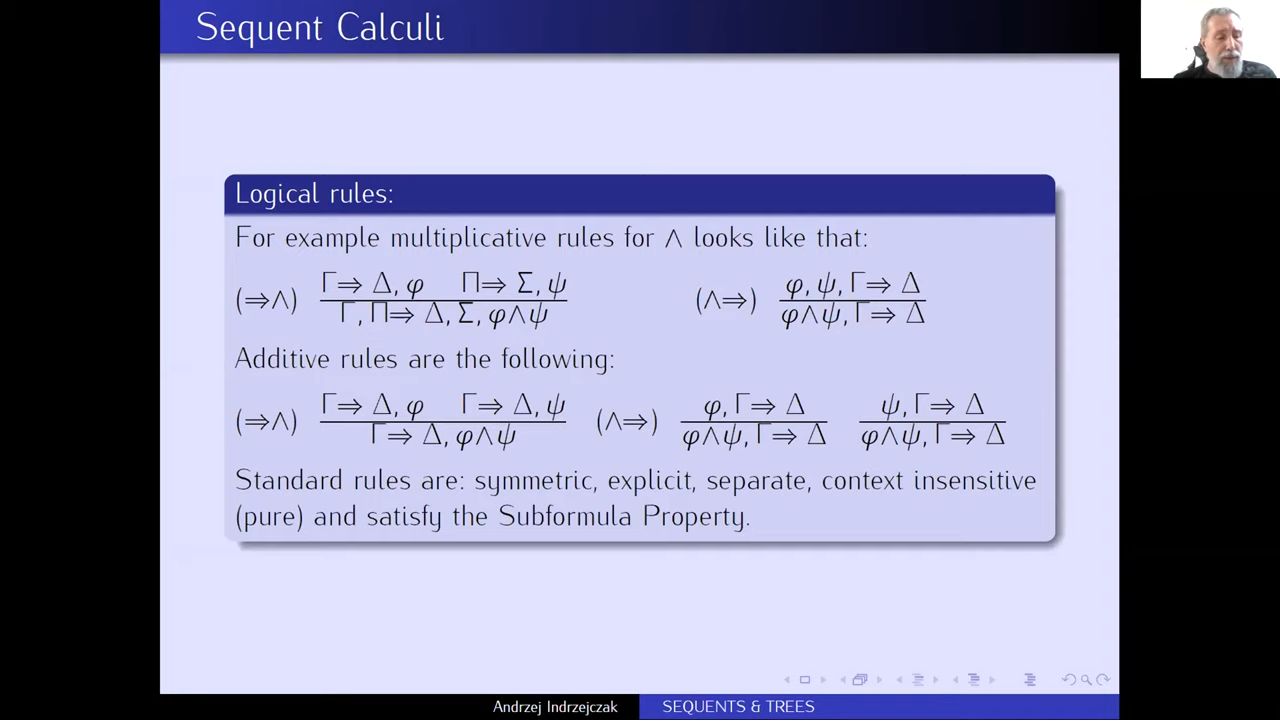 Sequent Calculi
Logical rules:
For example multiplicative rules for ∧ looks like that:
Γ⇒ Δ, φ Π⇒ Σ, ψ φ, ψ, Γ⇒ Δ
(⇒∧) (∧⇒)
Γ, Π⇒ Δ, Σ, φ∧ψ φ∧ψ, Γ⇒ Δ
Additive rules are the following:
Γ⇒ Δ, φ Γ⇒ Δ, ψ φ, Γ⇒ Δ ψ, Γ⇒ Δ
(⇒∧) (∧⇒)
Γ⇒ Δ, φ∧ψ φ∧ψ, Γ⇒ Δ φ∧ψ, Γ⇒ Δ
Standard rules are: symmetric, explicit, separate, context insensitive
(pure) and satisfy the Subformula Property.
Andrzej Indrzejczak SEQUENTS & TREES